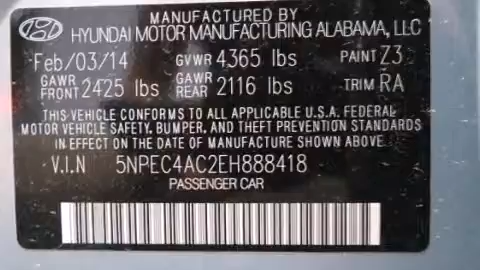 MANUFACTURED BY
HYUNDAI MOTOR MANUFACTURING ALABAMA, LLC
Feb/03/14 GVWR 4365 lbs PAINT Z3
GAWR FRONT 2425 lbs GAWR REAR 2116 lbs TRIM RA
THIS VEHICLE CONFORMS TO ALL APPLICABLE U.S.A. FEDERAL
MOTOR VEHICLE SAFETY, BUMPER, AND THEFT PREVENTION STANDARDS
IN EFFECT ON THE DATE OF MANUFACTURE SHOWN ABOVE
V.I.N 5NPEC4AC2EH888418
PASSENGER CAR